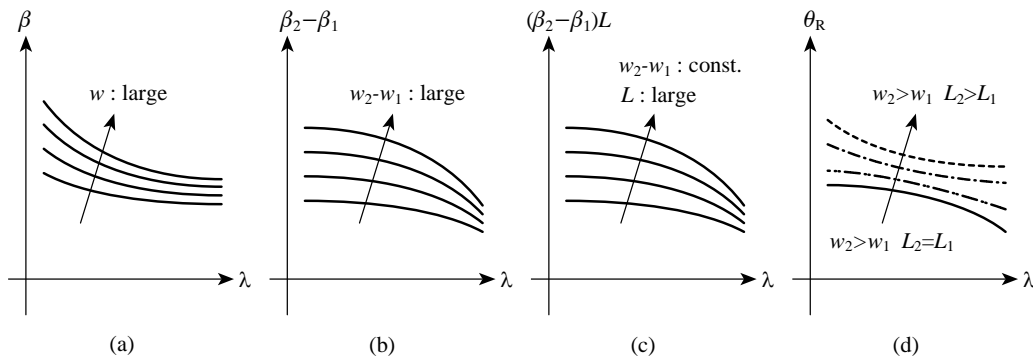 β
w : large
λ
(a)
β₂−β₁
w₂-w₁ : large
λ
(b)
(β₂−β₁)L
w₂-w₁ : const.
L : large
λ
(c)
θ_R
w₂>w₁ L₂>L₁
w₂>w₁ L₂=L₁
λ
(d)